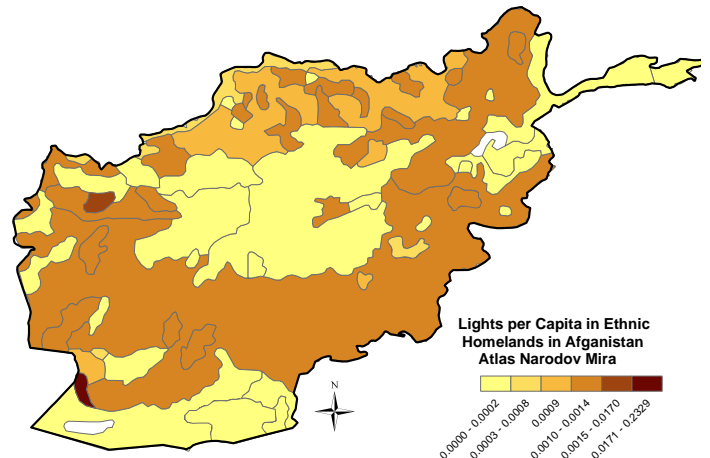 Lights per Capita in Ethnic
Homelands in Afganistan
Atlas Narodov Mira
N
0.0000 - 0.0002
0.0003 - 0.0008
0.0009
0.0010 - 0.0014
0.0015 - 0.0170
0.0171 - 0.2329